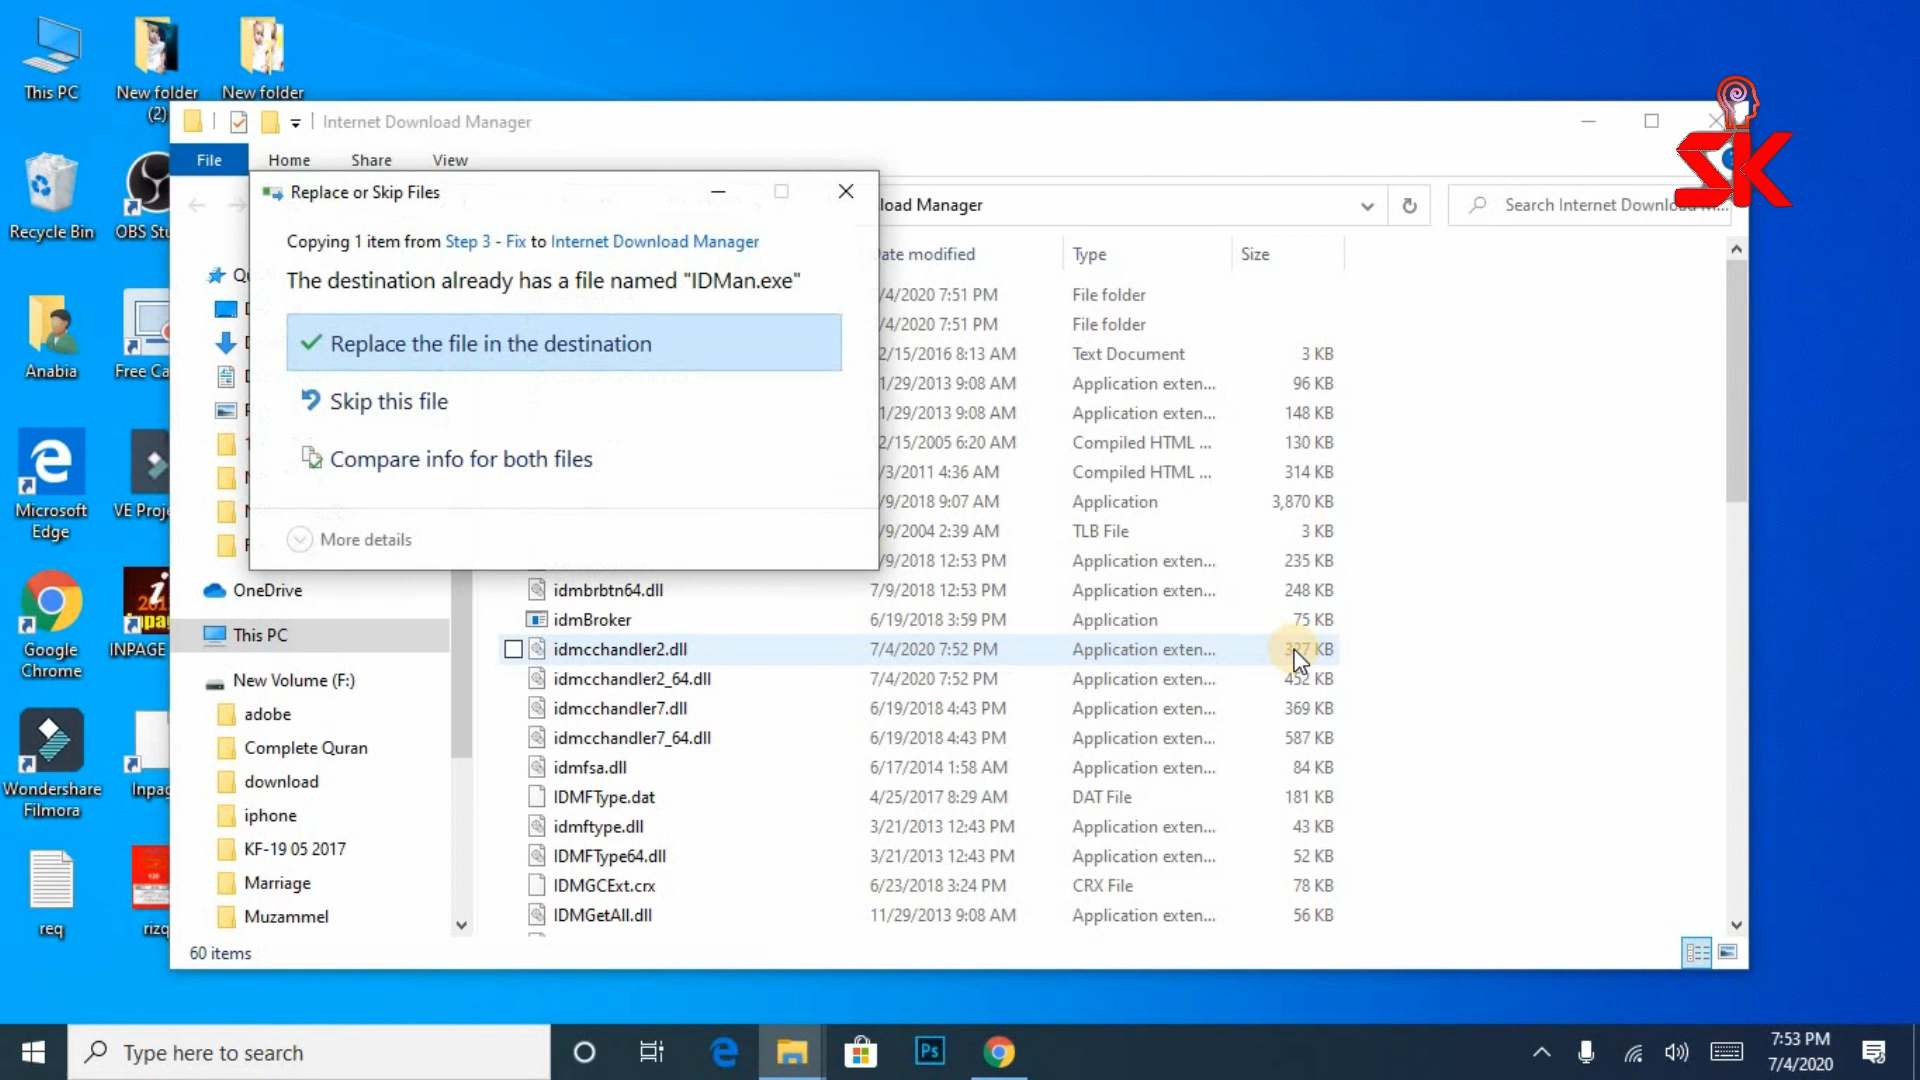 This PC
New folder
(2)
New folder
Recycle Bin
OBS Stu
Anabia
Free Ca
Microsoft
Edge
VE Proje
Google
Chrome
INPAGE
Wondershare
Filmora
Inpag
req
rizq
SK
Internet Download Manager
File
Home
Share
View
load Manager
Search Internet Download M...
Replace or Skip Files
Copying 1 item from Step 3 - Fix to Internet Download Manager
The destination already has a file named "IDMan.exe"
Replace the file in the destination
Skip this file
Compare info for both files
More details
OneDrive
This PC
New Volume (F:)
adobe
Complete Quran
download
iphone
KF-19 05 2017
Marriage
Muzammel
ate modified Type Size
/4/2020 7:51 PM File folder
/4/2020 7:51 PM File folder
2/15/2016 8:13 AM Text Document 3 KB
1/29/2013 9:08 AM Application exten... 96 KB
1/29/2013 9:08 AM Application exten... 148 KB
2/15/2005 6:20 AM Compiled HTML ... 130 KB
/3/2011 4:36 AM Compiled HTML ... 314 KB
/9/2018 9:07 AM Application 3,870 KB
/9/2004 2:39 AM TLB File 3 KB
/9/2018 12:53 PM Application exten... 235 KB
idmbrbtn64.dll 7/9/2018 12:53 PM Application exten... 248 KB
idmBroker 6/19/2018 3:59 PM Application 75 KB
idmcchandler2.dll 7/4/2020 7:52 PM Application exten... 327 KB
idmcchandler2_64.dll 7/4/2020 7:52 PM Application exten... 452 KB
idmcchandler7.dll 6/19/2018 4:43 PM Application exten... 369 KB
idmcchandler7_64.dll 6/19/2018 4:43 PM Application exten... 587 KB
idmfsa.dll 6/17/2014 1:58 AM Application exten... 84 KB
IDMFType.dat 4/25/2017 8:29 AM DAT File 181 KB
idmftype.dll 3/21/2013 12:43 PM Application exten... 43 KB
IDMFType64.dll 3/21/2013 12:43 PM Application exten... 52 KB
IDMGCExt.crx 6/23/2018 3:24 PM CRX File 78 KB
IDMGetAll.dll 11/29/2013 9:08 AM Application exten... 56 KB
60 items
Type here to search
Ps
7:53 PM
7/4/2020